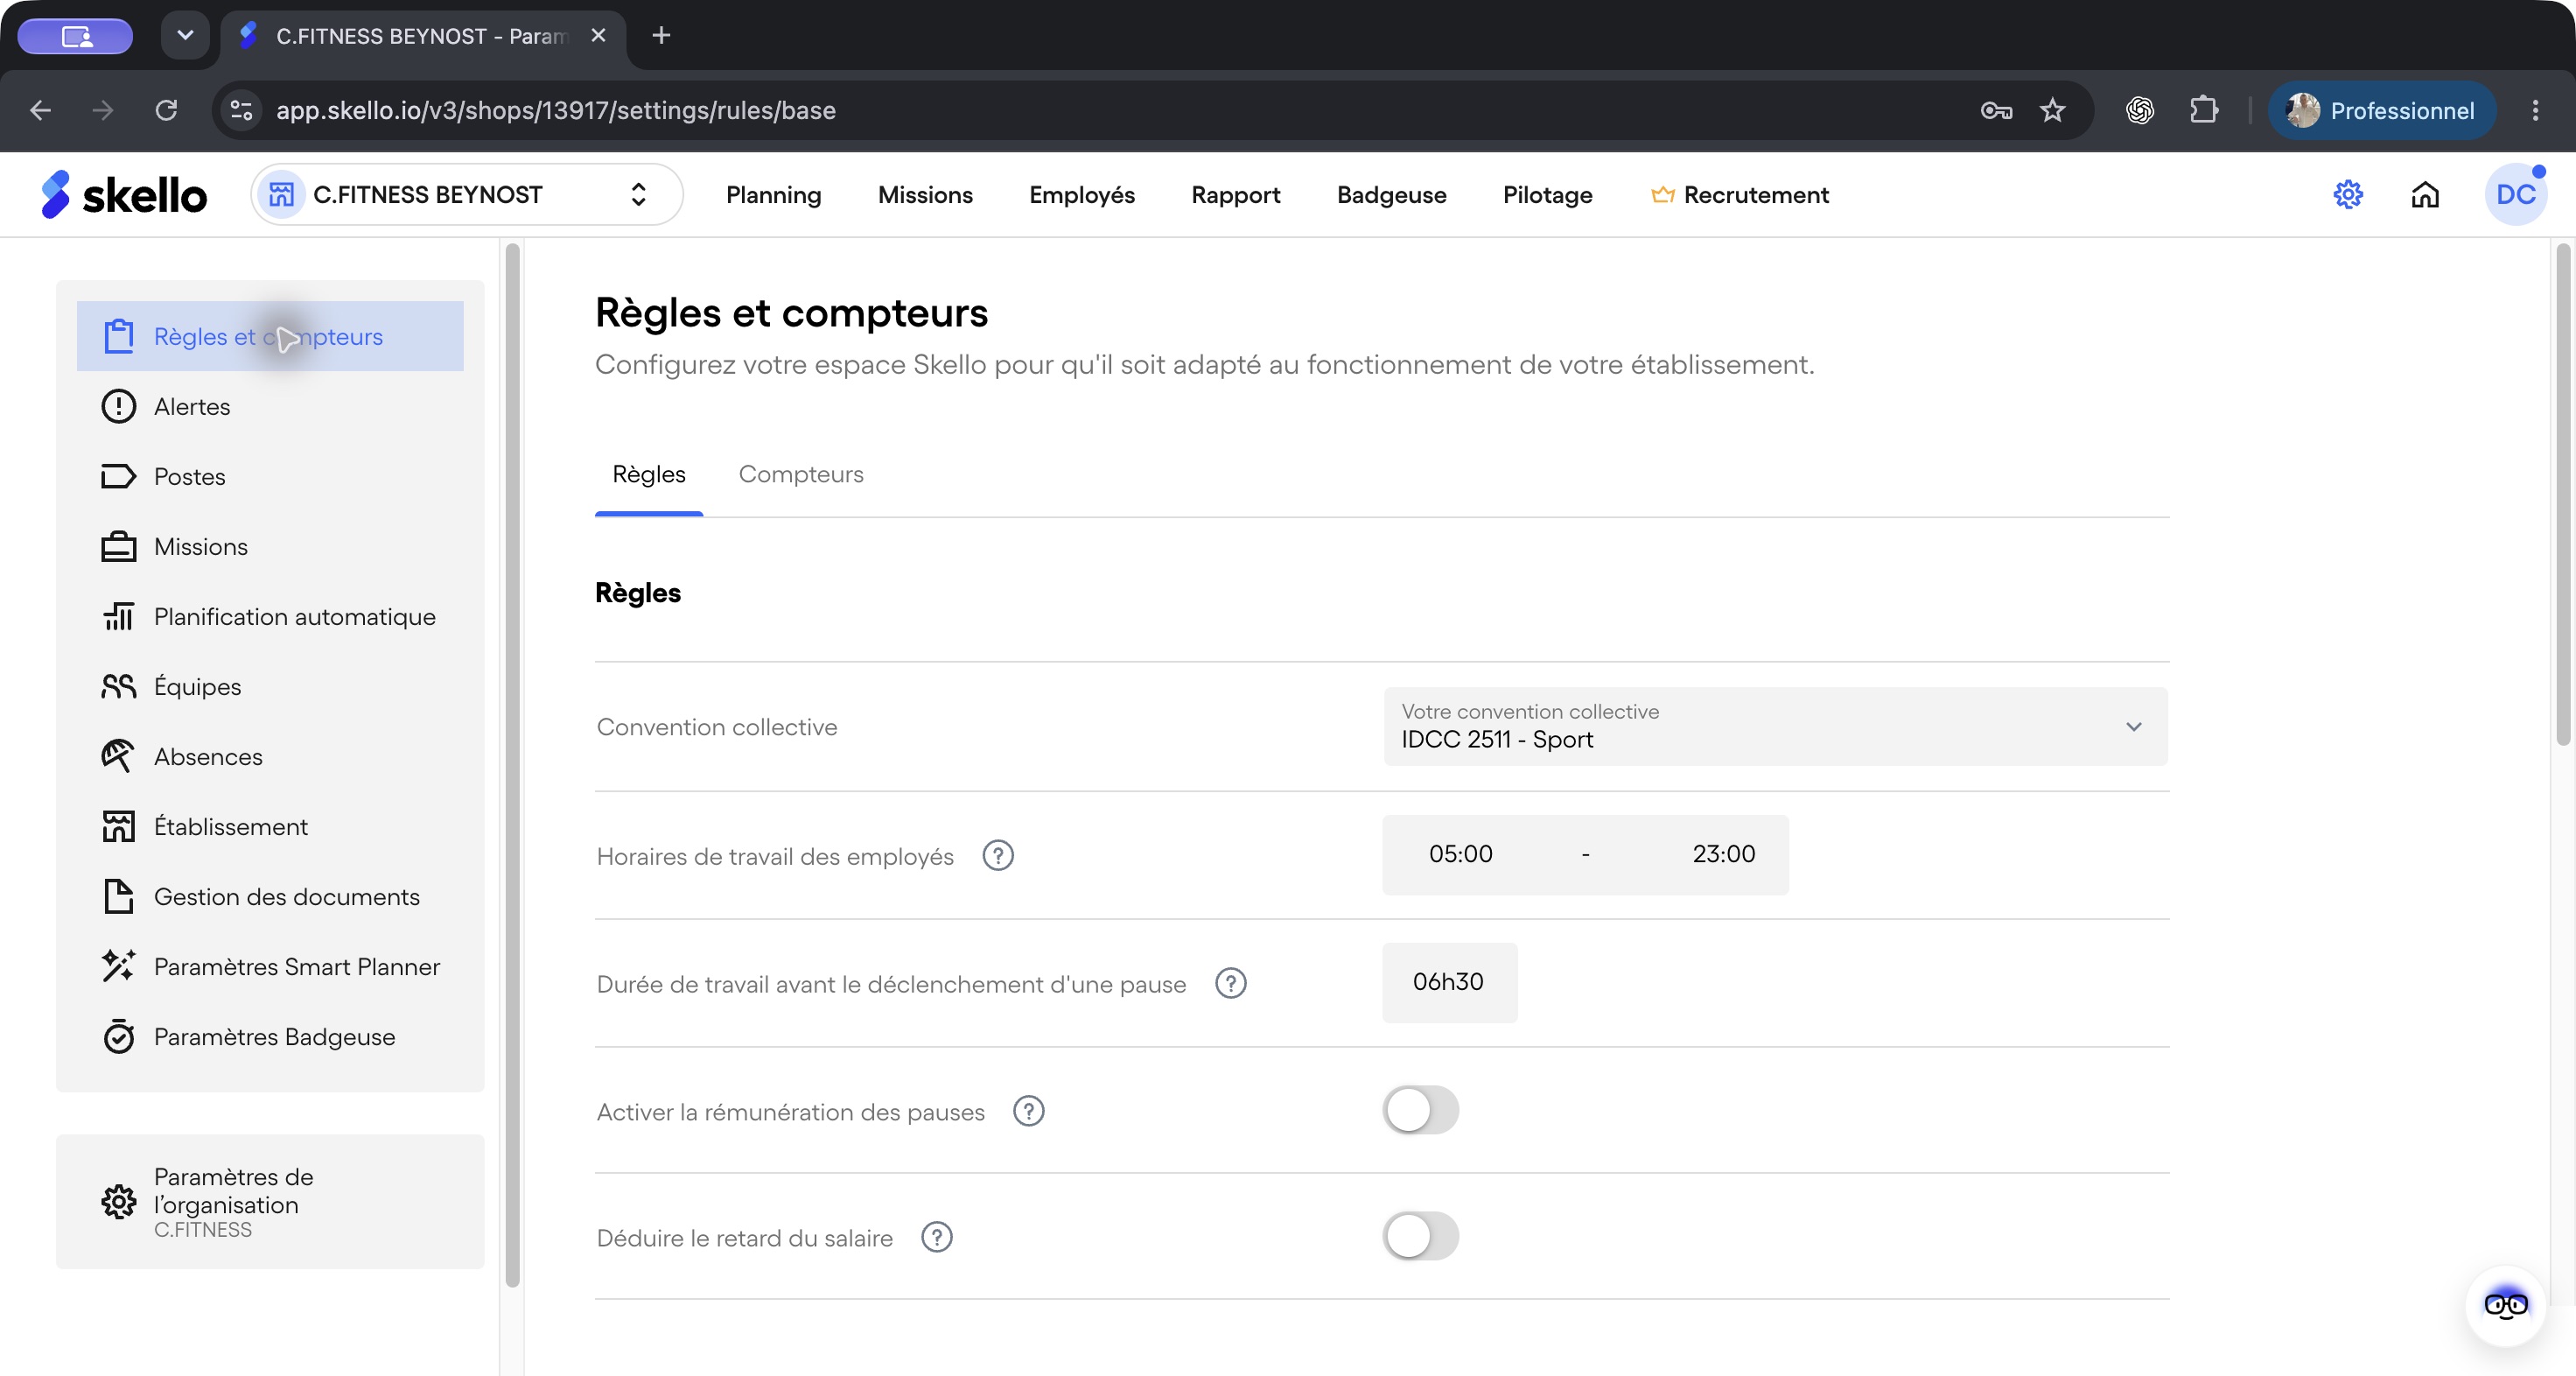 C.FITNESS BEYNOST - Param
app.skello.io/v3/shops/13917/settings/rules/base
Professionnel
skello
C.FITNESS BEYNOST
Planning
Missions
Employés
Rapport
Badgeuse
Pilotage
Recrutement
DC
Règles et compteurs
Alertes
Postes
Missions
Planification automatique
Équipes
Absences
Établissement
Gestion des documents
Paramètres Smart Planner
Paramètres Badgeuse
Paramètres de
l’organisation
C.FITNESS
Règles et compteurs
Configurez votre espace Skello pour qu'il soit adapté au fonctionnement de votre établissement.
Règles
Compteurs
Règles
Convention collective
Votre convention collective
IDCC 2511 - Sport
Horaires de travail des employés ?
05:00 - 23:00
Durée de travail avant le déclenchement d'une pause ?
06h30
Activer la rémunération des pauses ?
Déduire le retard du salaire ?